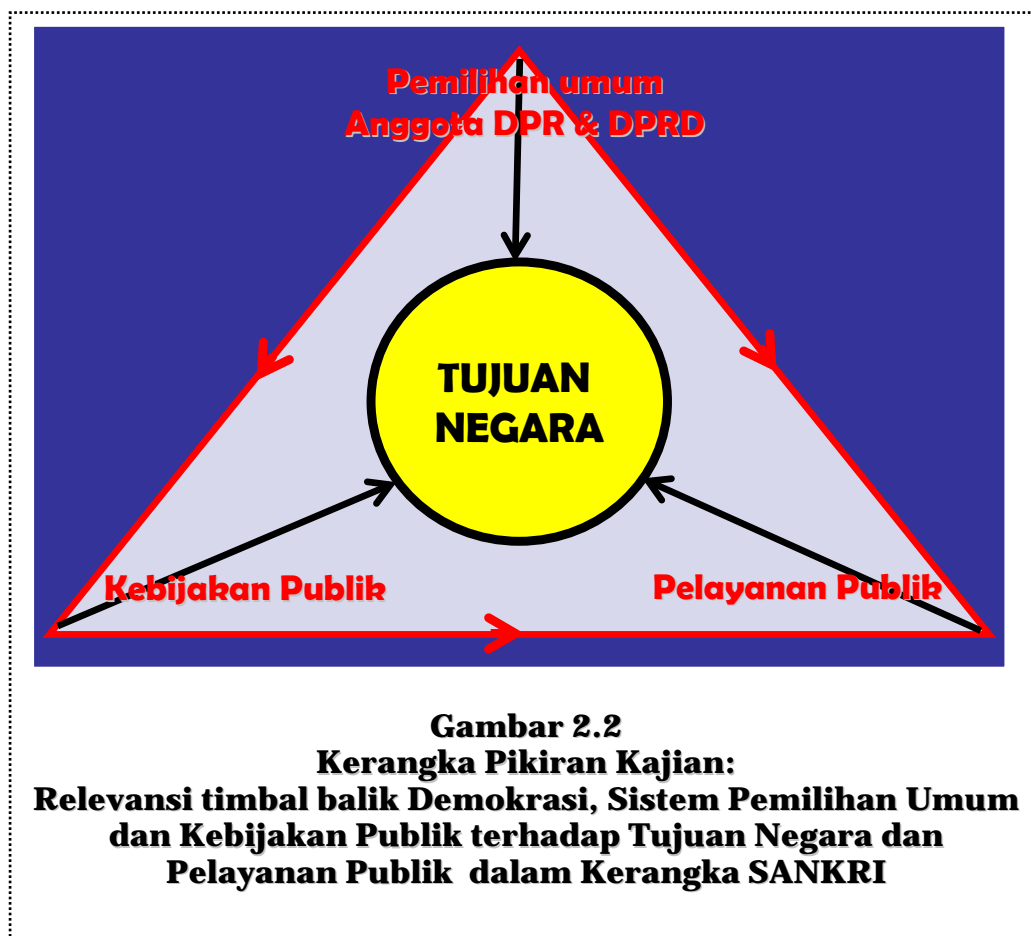 Pemilihan umum
Anggota DPR & DPRD
TUJUAN
NEGARA
Kebijakan Publik
Pelayanan Publik
Gambar 2.2
Kerangka Pikiran Kajian:
Relevansi timbal balik Demokrasi, Sistem Pemilihan Umum
dan Kebijakan Publik terhadap Tujuan Negara dan
Pelayanan Publik dalam Kerangka SANKRI